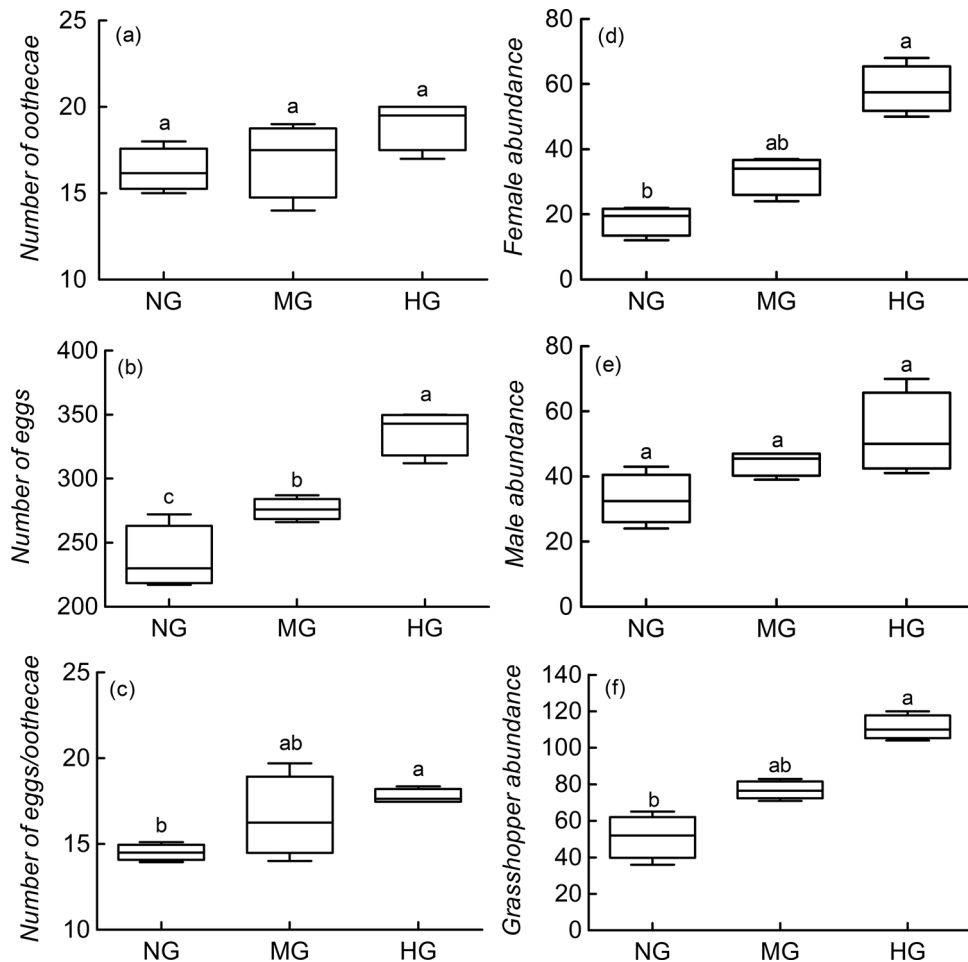 (a)
Number of oothecae
25
20
15
10
a
a
a
NG
MG
HG
(d)
Female abundance
80
60
40
20
0
b
ab
a
NG
MG
HG
(b)
Number of eggs
400
350
300
250
200
c
b
a
NG
MG
HG
(e)
Male abundance
80
60
40
20
0
a
a
a
NG
MG
HG
(c)
Number of eggs/oothecae
25
20
15
10
b
ab
a
NG
MG
HG
(f)
Grasshopper abundance
140
120
100
80
60
40
20
0
b
ab
a
NG
MG
HG